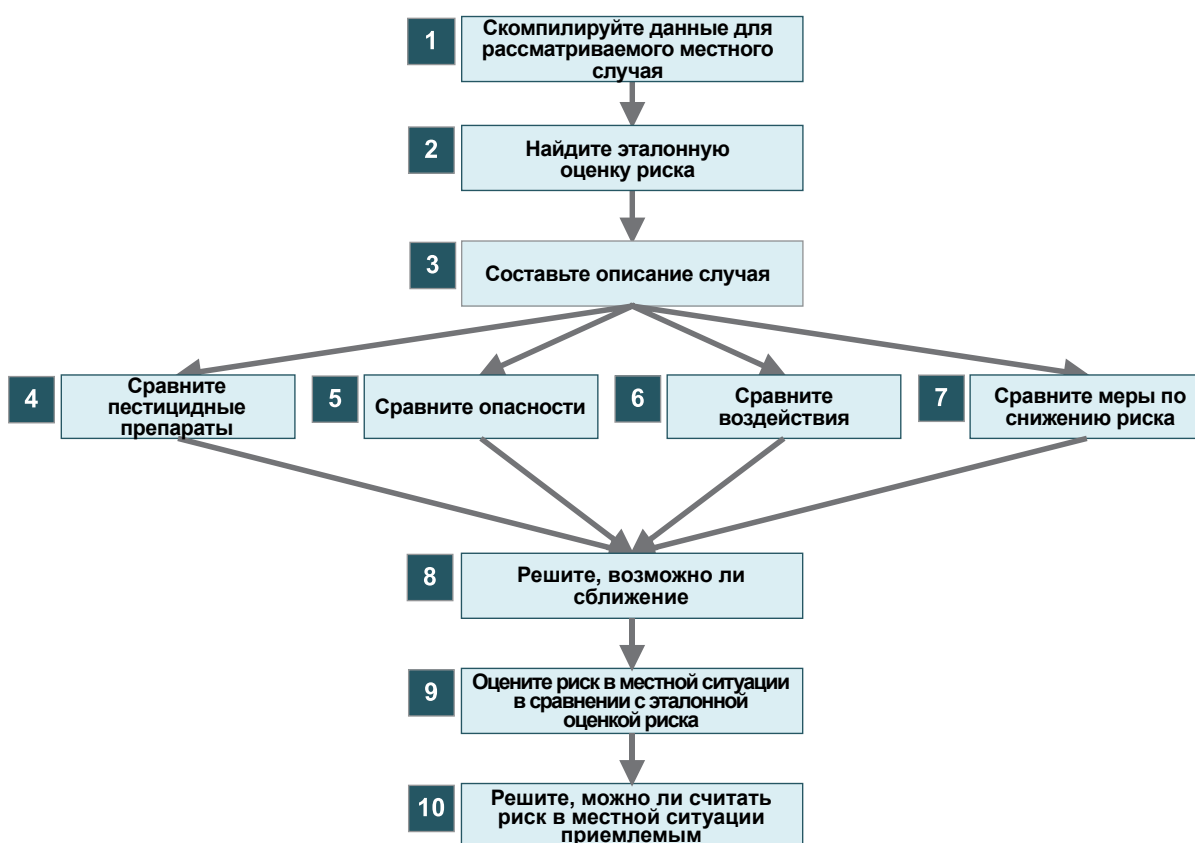 1
Скомпилируйте данные для
рассматриваемого местного
случая
2
Найдите эталонную
оценку риска
3
Составьте описание случая
4
Сравните
пестицидные
препараты
5
Сравните опасности
6
Сравните
воздействия
7
Сравните меры по
снижению риска
8
Решите, возможно ли
сближение
9
Оцените риск в местной ситуации
в сравнении с эталонной
оценкой риска
10
Решите, можно ли считать
риск в местной ситуации
приемлемым